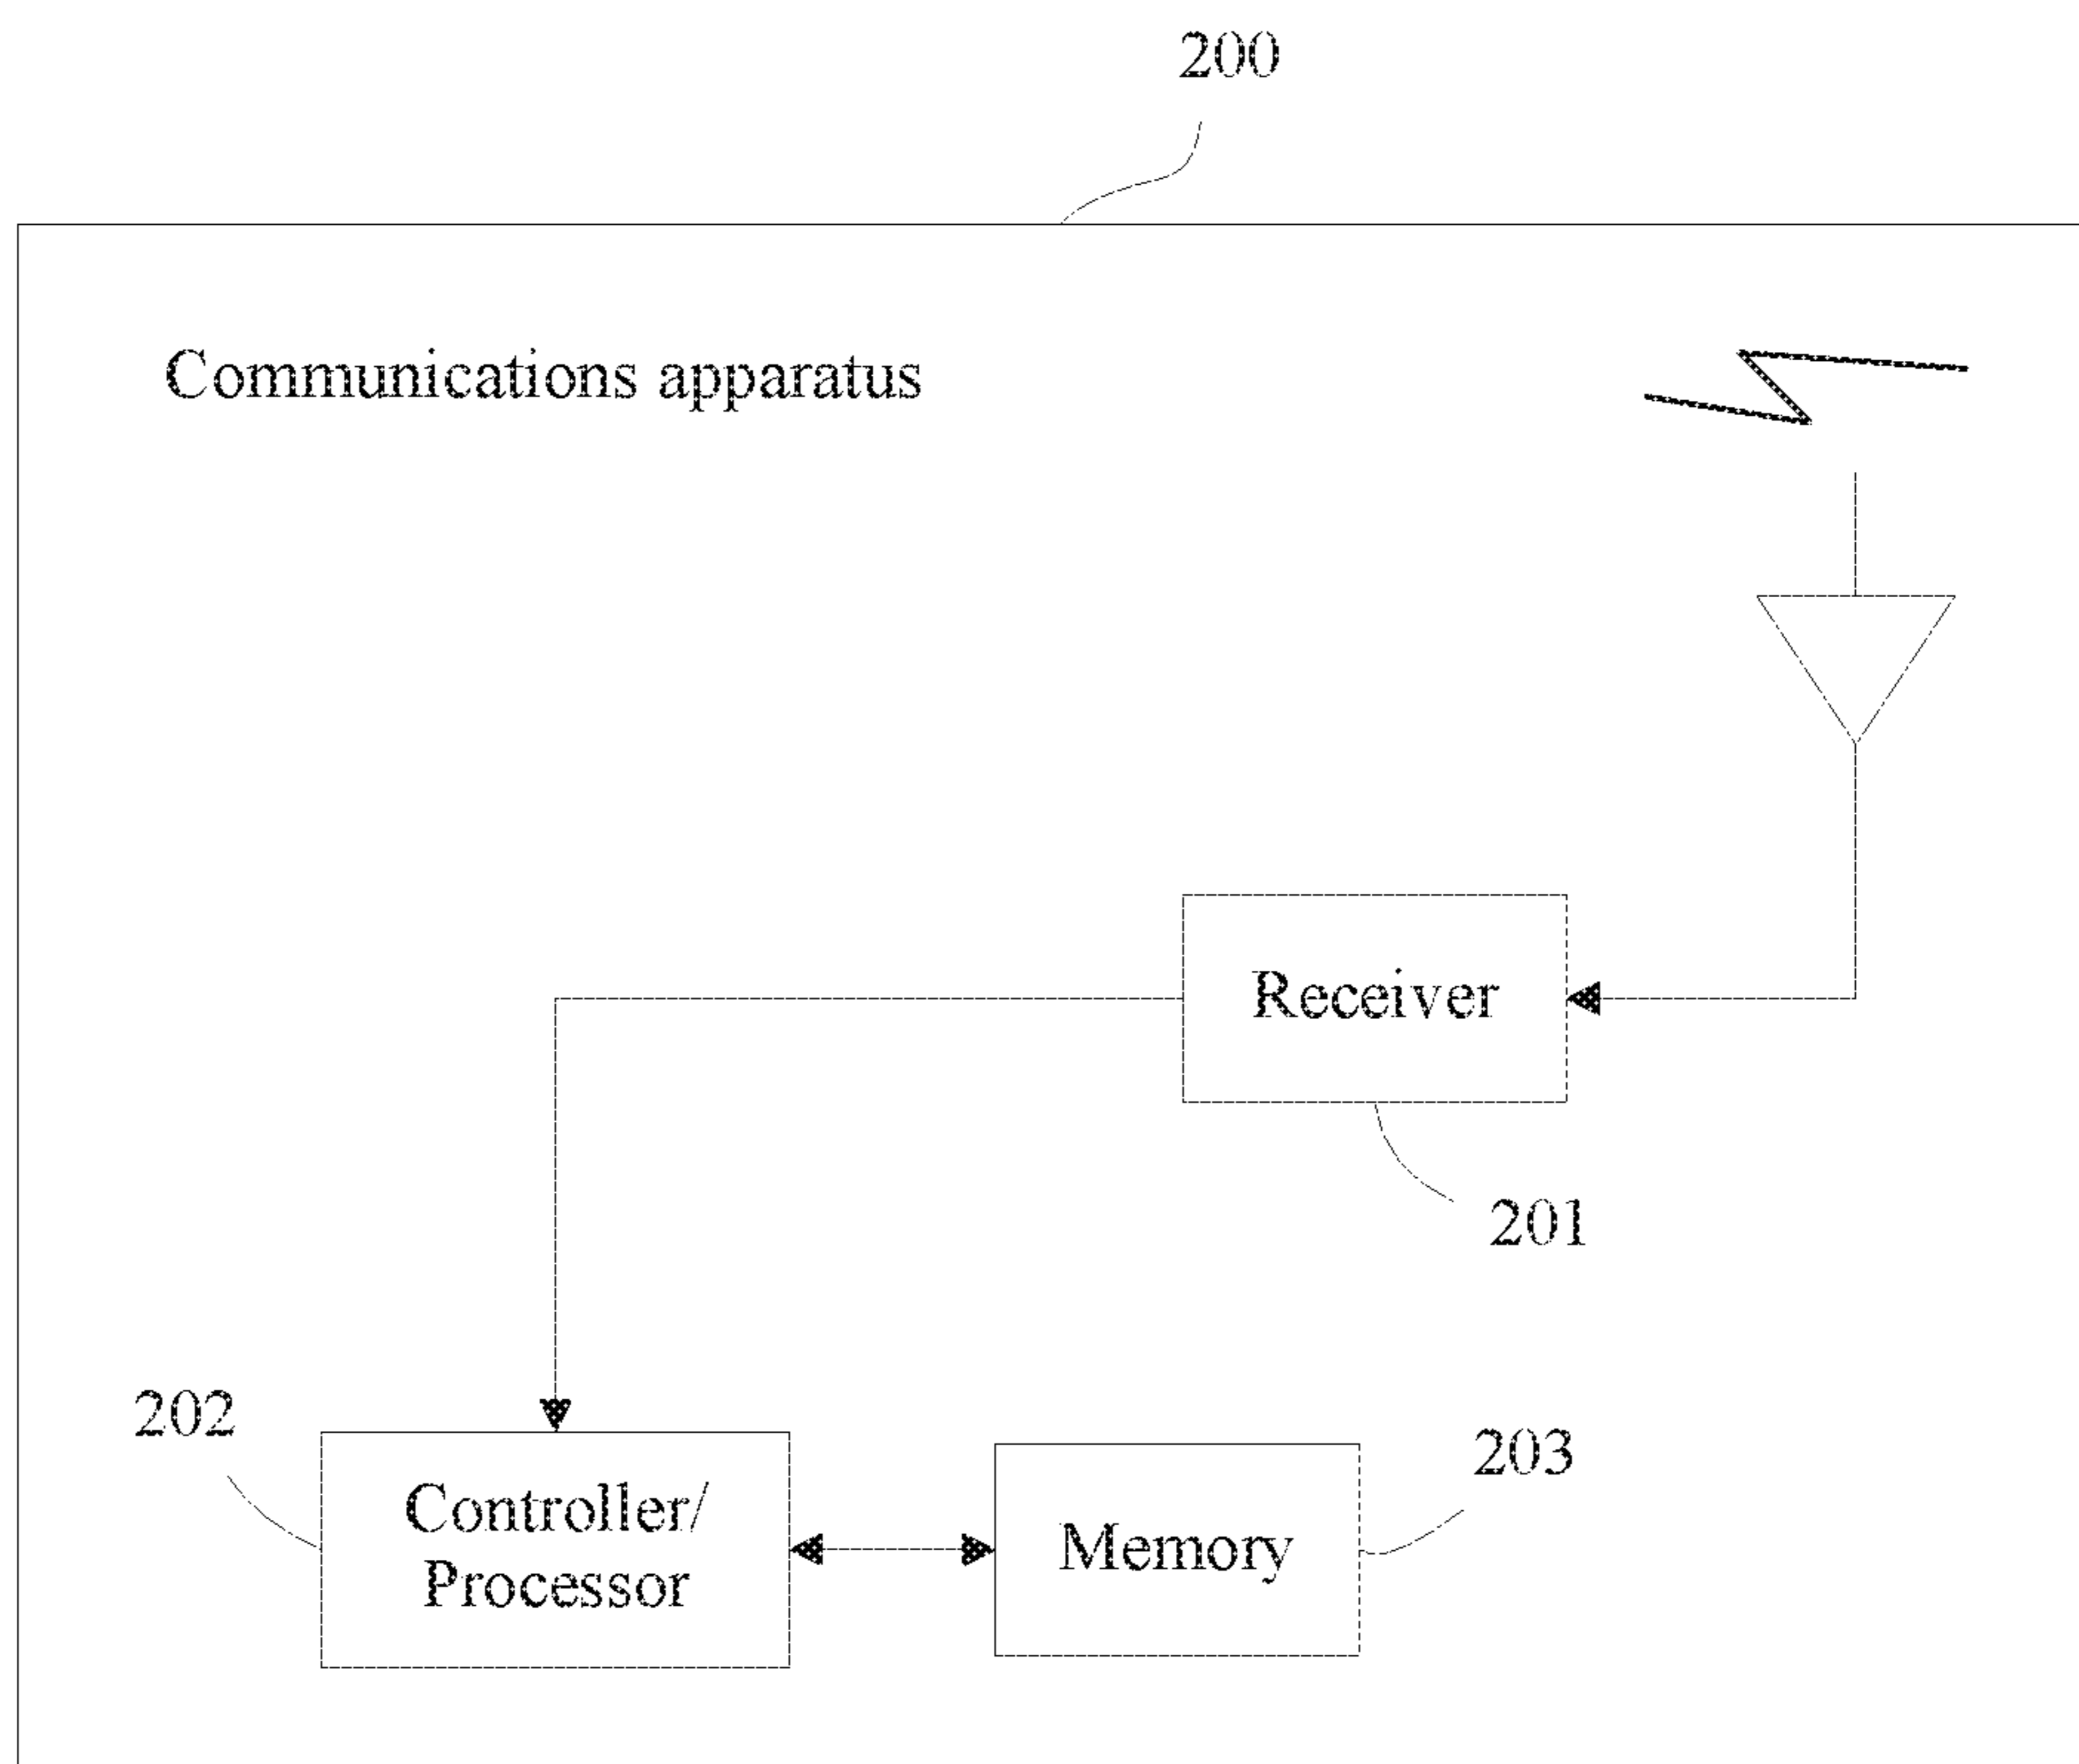 200
Communications apparatus
Receiver
201
202
203
Controller/
Processor
Memory